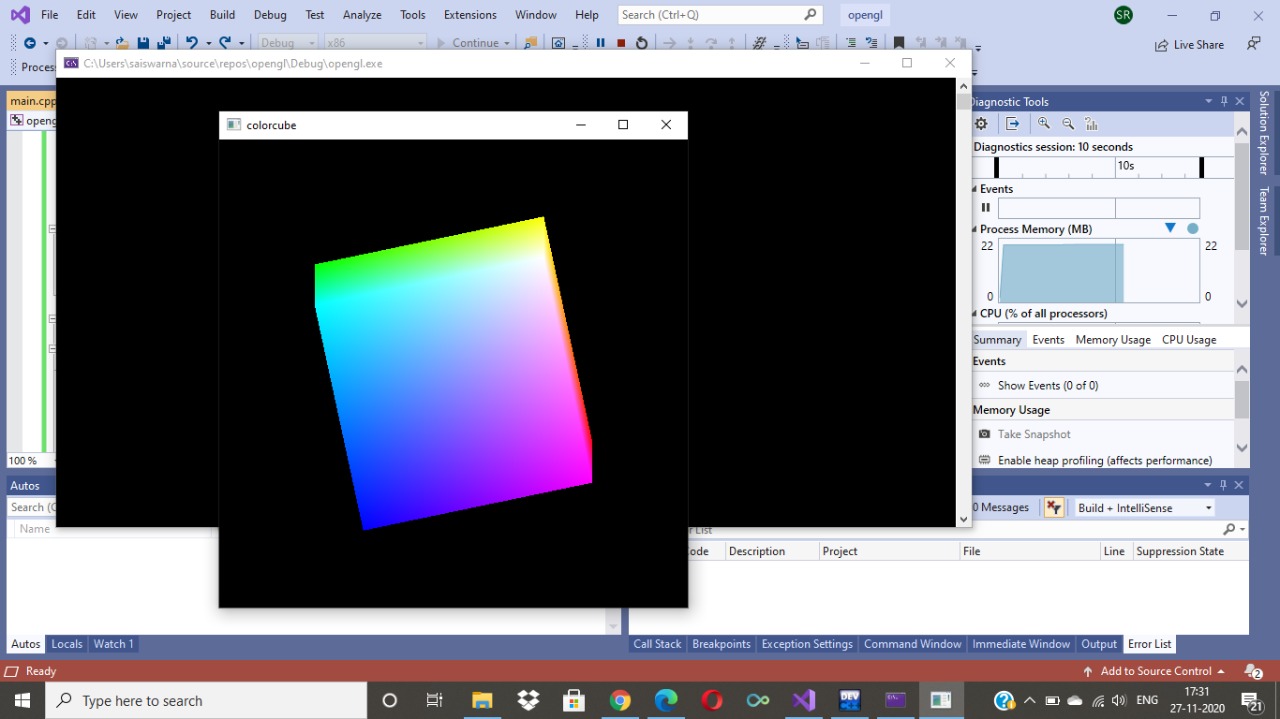 File Edit View Project Build Debug Test Analyze Tools Extensions Window Help Search (Ctrl+Q) opengl SR
Debug x86 Continue Live Share
Proces
C:\Users\saiswarna\source\repos\opengl\Debug\opengl.exe
main.cpp
openg
colorcube
Diagnostic Tools
Diagnostics session: 10 seconds
10s
Events
Process Memory (MB)
22 22
0 0
CPU (% of all processors)
Summary Events Memory Usage CPU Usage
Events
Show Events (0 of 0)
Memory Usage
Take Snapshot
Enable heap profiling (affects performance)
Solution Explorer
Team Explorer
100 %
Autos
Search (C
Name
0 Messages Build + IntelliSense
r List
ode Description Project File Line Suppression State
Autos Locals Watch 1
Call Stack Breakpoints Exception Settings Command Window Immediate Window Output Error List
Ready Add to Source Control 2
Type here to search DEV ENG 17:31
27-11-2020 21